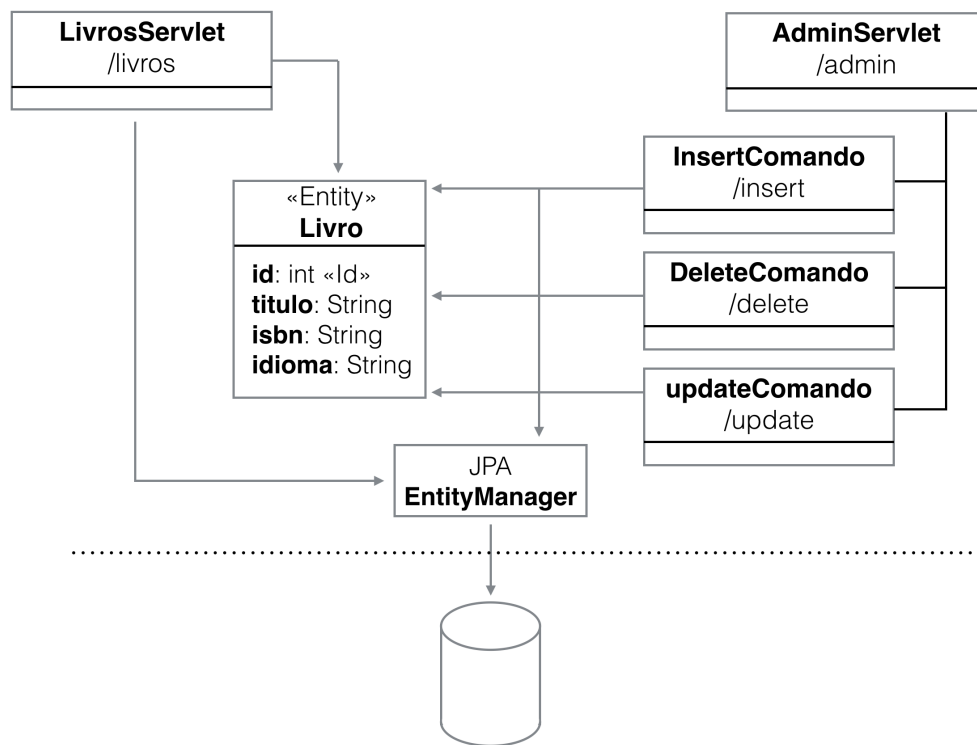 LivrosServlet
/livros
AdminServlet
/admin
InsertComando
/insert
«Entity»
Livro
id: int «Id»
titulo: String
isbn: String
idioma: String
DeleteComando
/delete
updateComando
/update
JPA
EntityManager